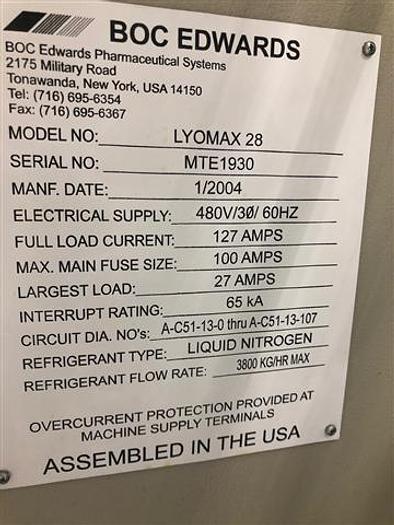 BOC EDWARDS
BOC Edwards Pharmaceutical Systems
2175 Military Road
Tonawanda, New York, USA 14150
Tel: (716) 695-6354
Fax: (716) 695-6367
MODEL NO: LYOMAX 28
SERIAL NO: MTE1930
MANF. DATE: 1/2004
ELECTRICAL SUPPLY: 480V/3Ø/ 60HZ
FULL LOAD CURRENT: 127 AMPS
MAX. MAIN FUSE SIZE: 100 AMPS
LARGEST LOAD: 27 AMPS
INTERRUPT RATING: 65 kA
CIRCUIT DIA. NO's: A-C51-13-0 thru A-C51-13-107
REFRIGERANT TYPE: LIQUID NITROGEN
REFRIGERANT FLOW RATE: 3800 KG/HR MAX
OVERCURRENT PROTECTION PROVIDED AT
MACHINE SUPPLY TERMINALS
ASSEMBLED IN THE USA